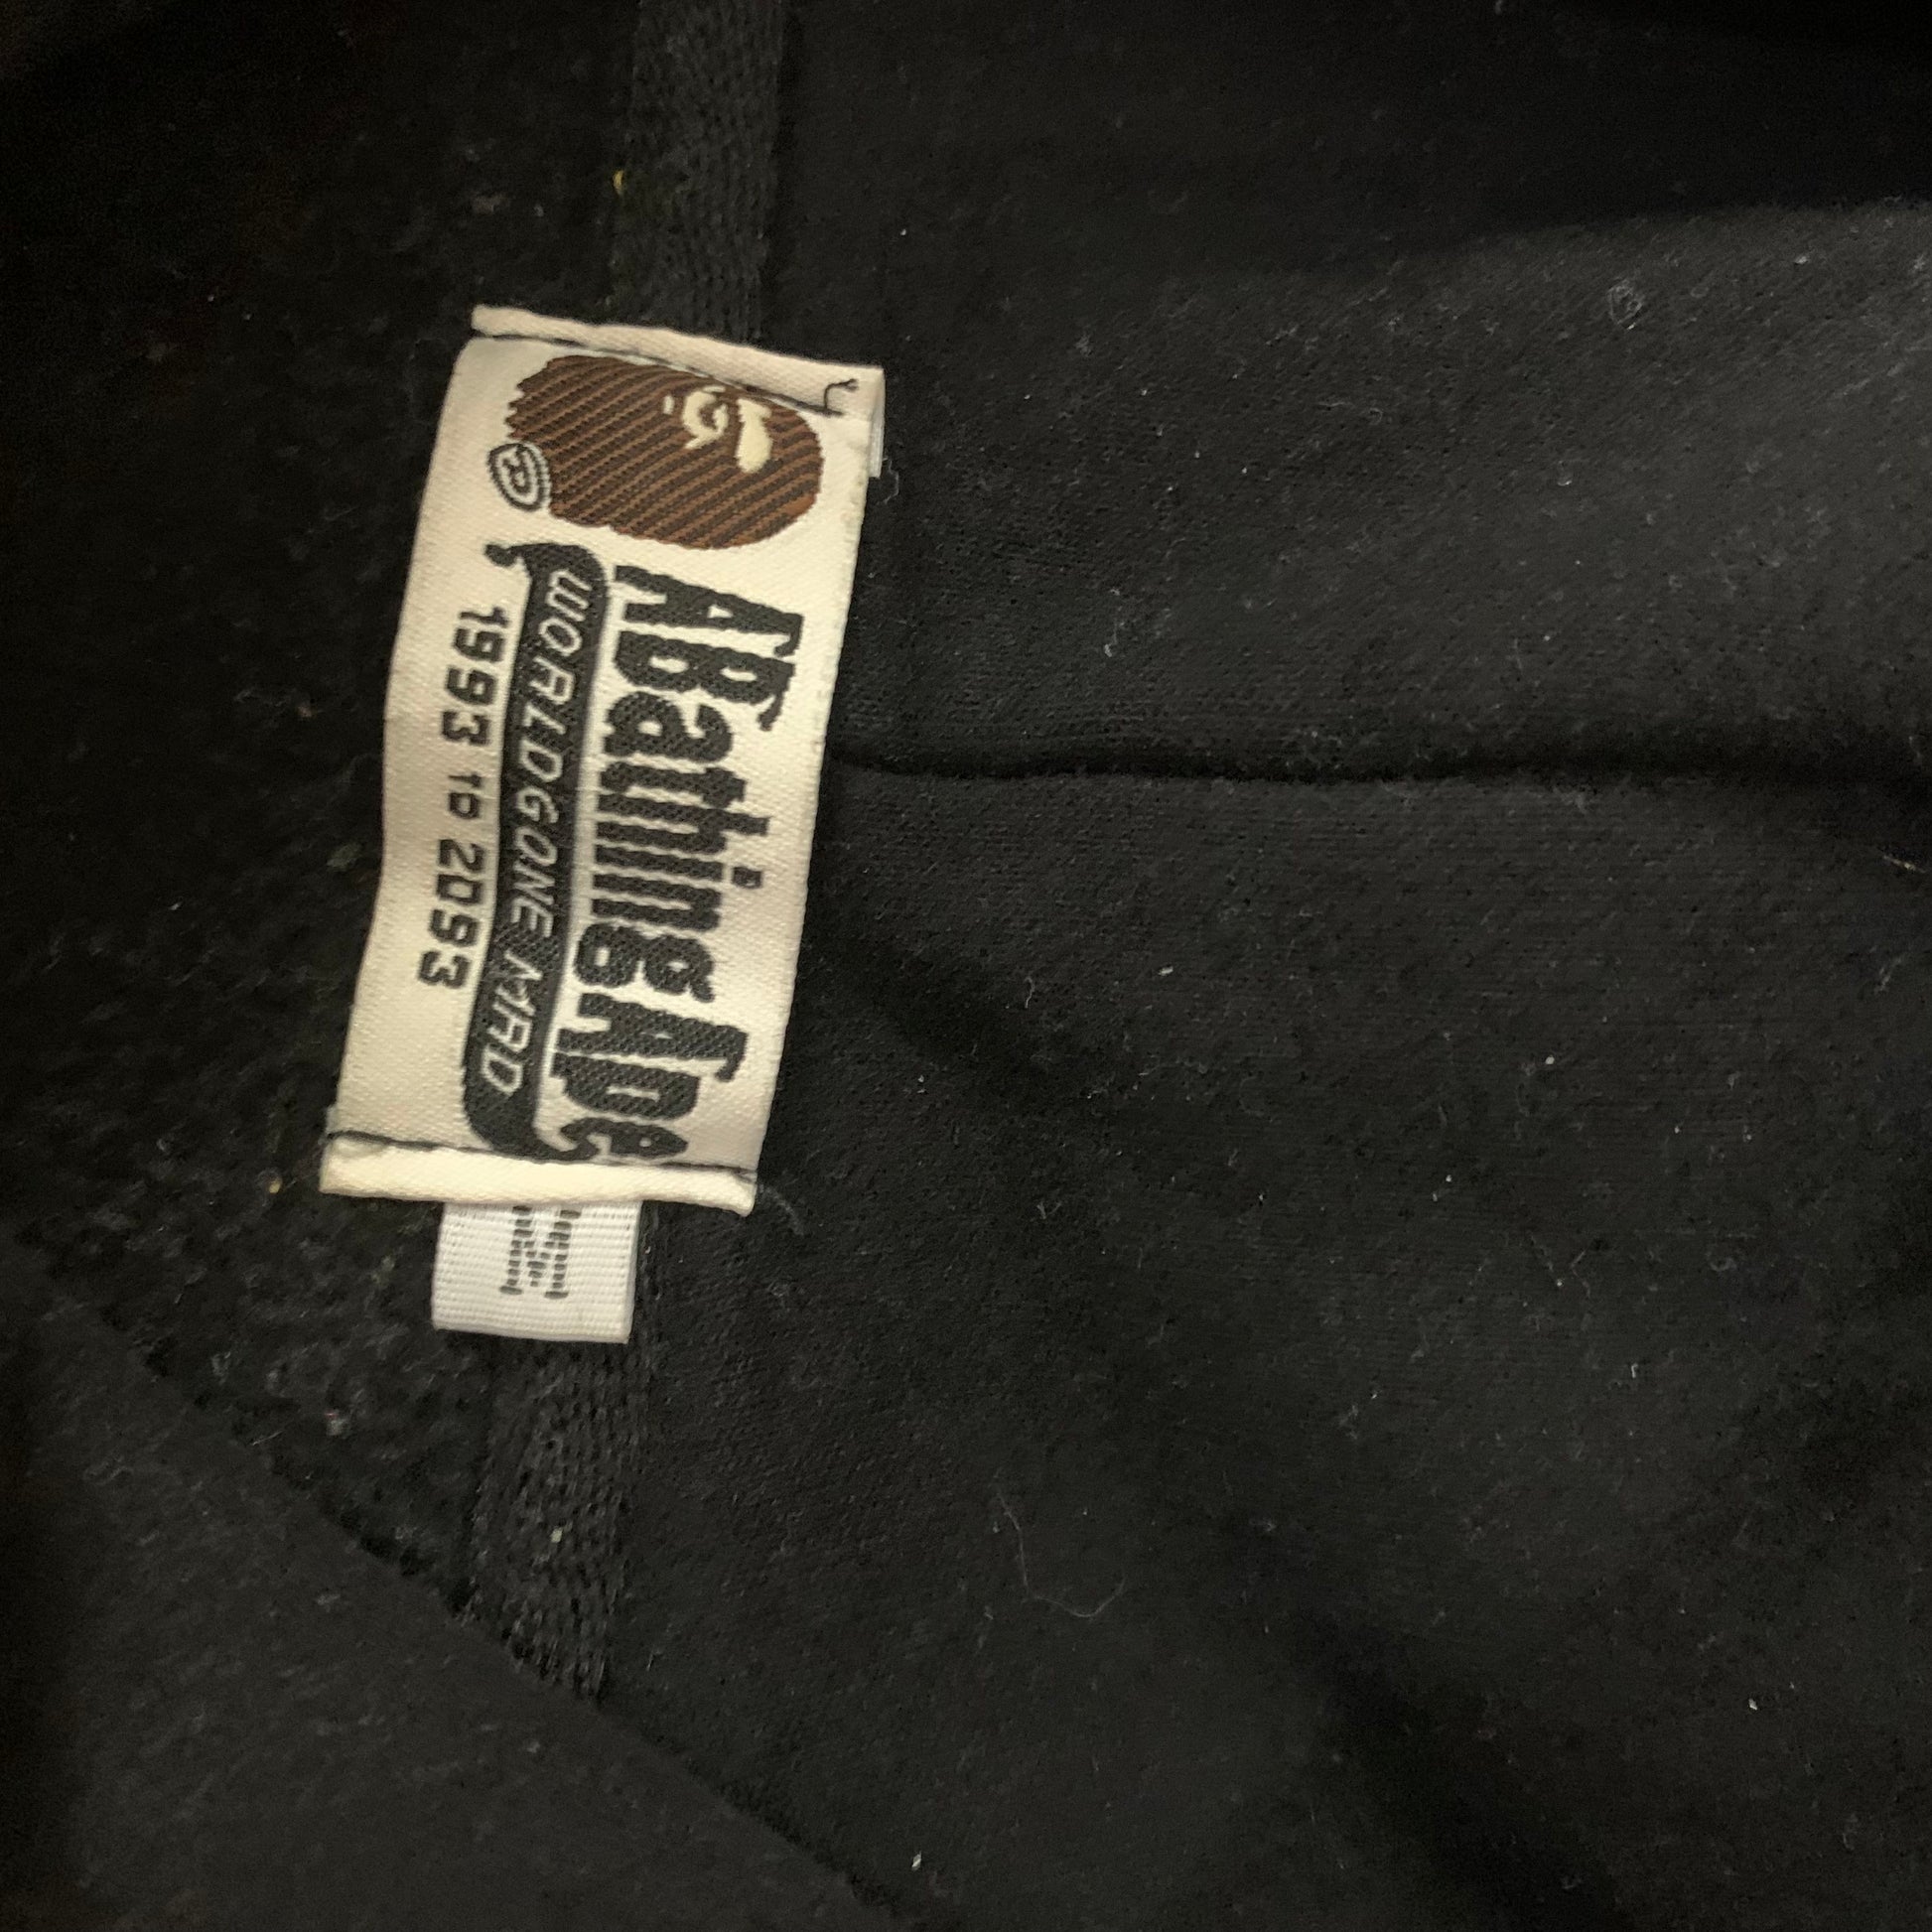 ®
A Bathing Ape
WORLD GONE MAD
1993 TO 2093
M